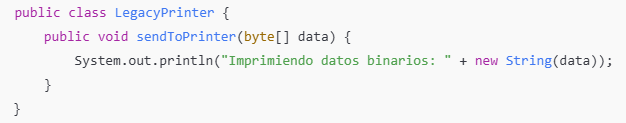 public class LegacyPrinter {
    public void sendToPrinter(byte[] data) {
        System.out.println("Imprimiendo datos binarios: " + new String(data));
    }
}